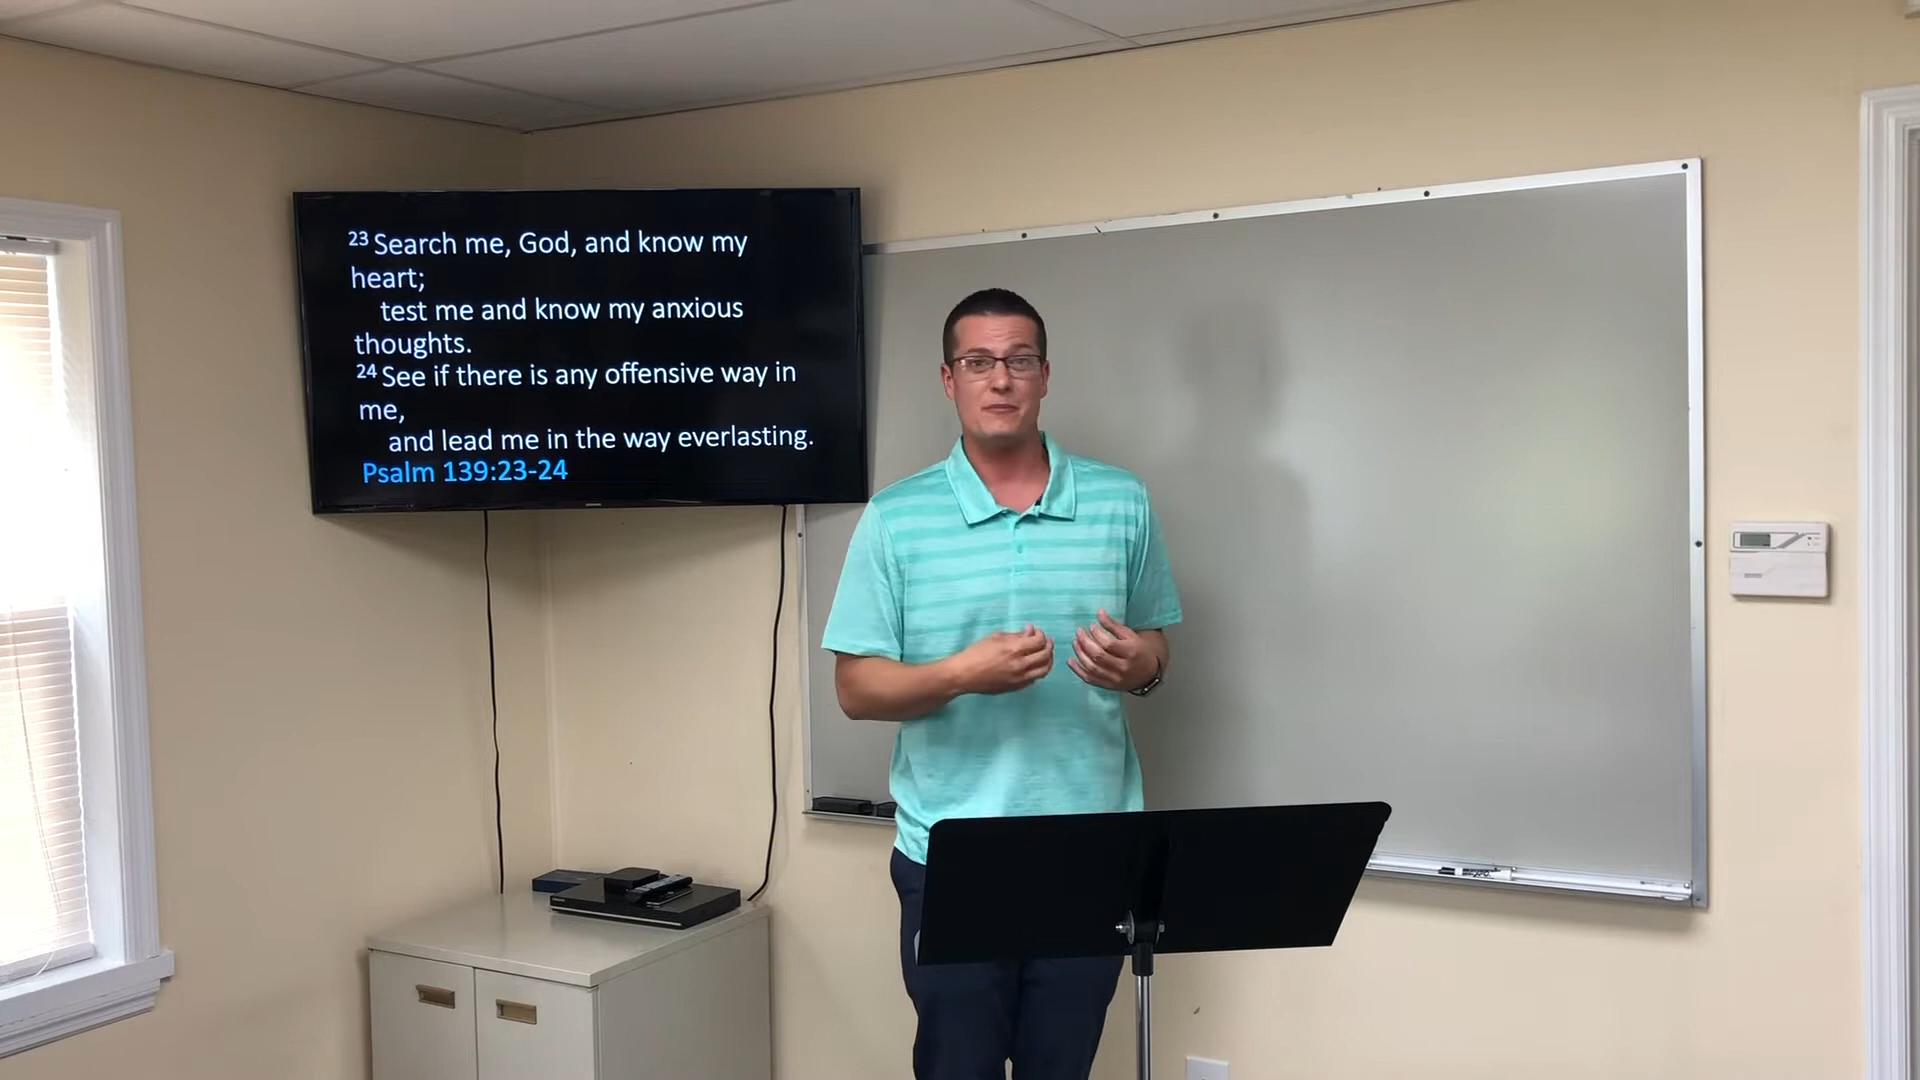 23 Search me, God, and know my
heart;
test me and know my anxious
thoughts.
24 See if there is any offensive way in
me,
and lead me in the way everlasting.
Psalm 139:23-24